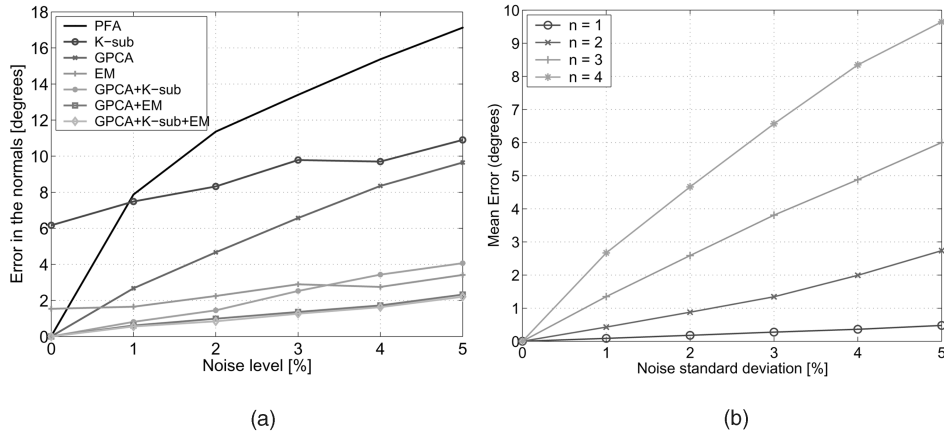 18
16
14
12
10
8
6
4
2
0
Error in the normals [degrees]
PFA
K−sub
GPCA
EM
GPCA+K−sub
GPCA+EM
GPCA+K−sub+EM
0 1 2 3 4 5
Noise level [%]
(a)
10
9
8
7
6
5
4
3
2
1
0
Mean Error (degrees)
n = 1
n = 2
n = 3
n = 4
0 1 2 3 4 5
Noise standard deviation [%]
(b)